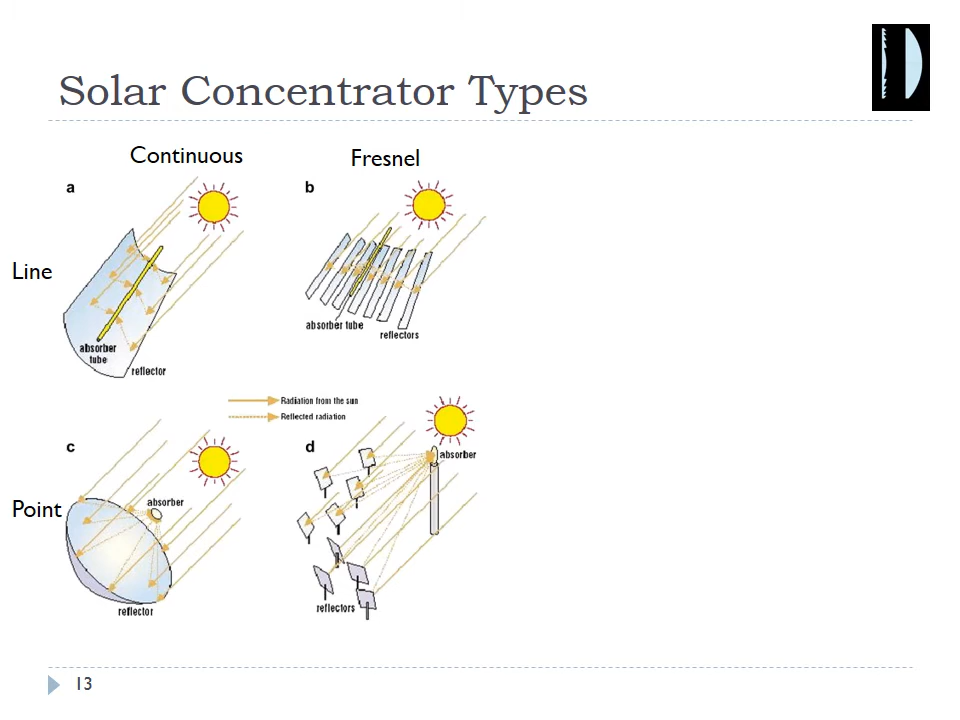 Solar Concentrator Types
Continuous
Fresnel
a
b
Line
absorber
tube
reflector
absorber tube
reflectors
Radiation from the sun
Reflected radiation
c
d
absorber
Point
absorber
reflector
reflectors
13